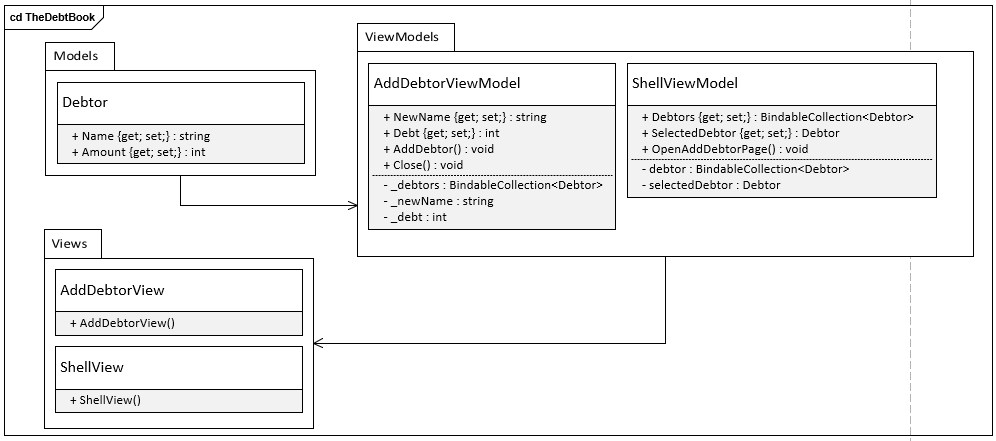 cd TheDebtBook
Models
Debtor
+ Name {get; set;} : string
+ Amount {get; set;} : int
ViewModels
AddDebtorViewModel
+ NewName {get; set;} : string
+ Debt {get; set;} : int
+ AddDebtor() : void
+ Close() : void
- _debtors : BindableCollection<Debtor>
- _newName : string
- _debt : int
ShellViewModel
+ Debtors {get; set;} : BindableCollection<Debtor>
+ SelectedDebtor {get; set;} : Debtor
+ OpenAddDebtorPage() : void
- debtor : BindableCollection<Debtor>
- selectedDebtor : Debtor
Views
AddDebtorView
+ AddDebtorView()
ShellView
+ ShellView()